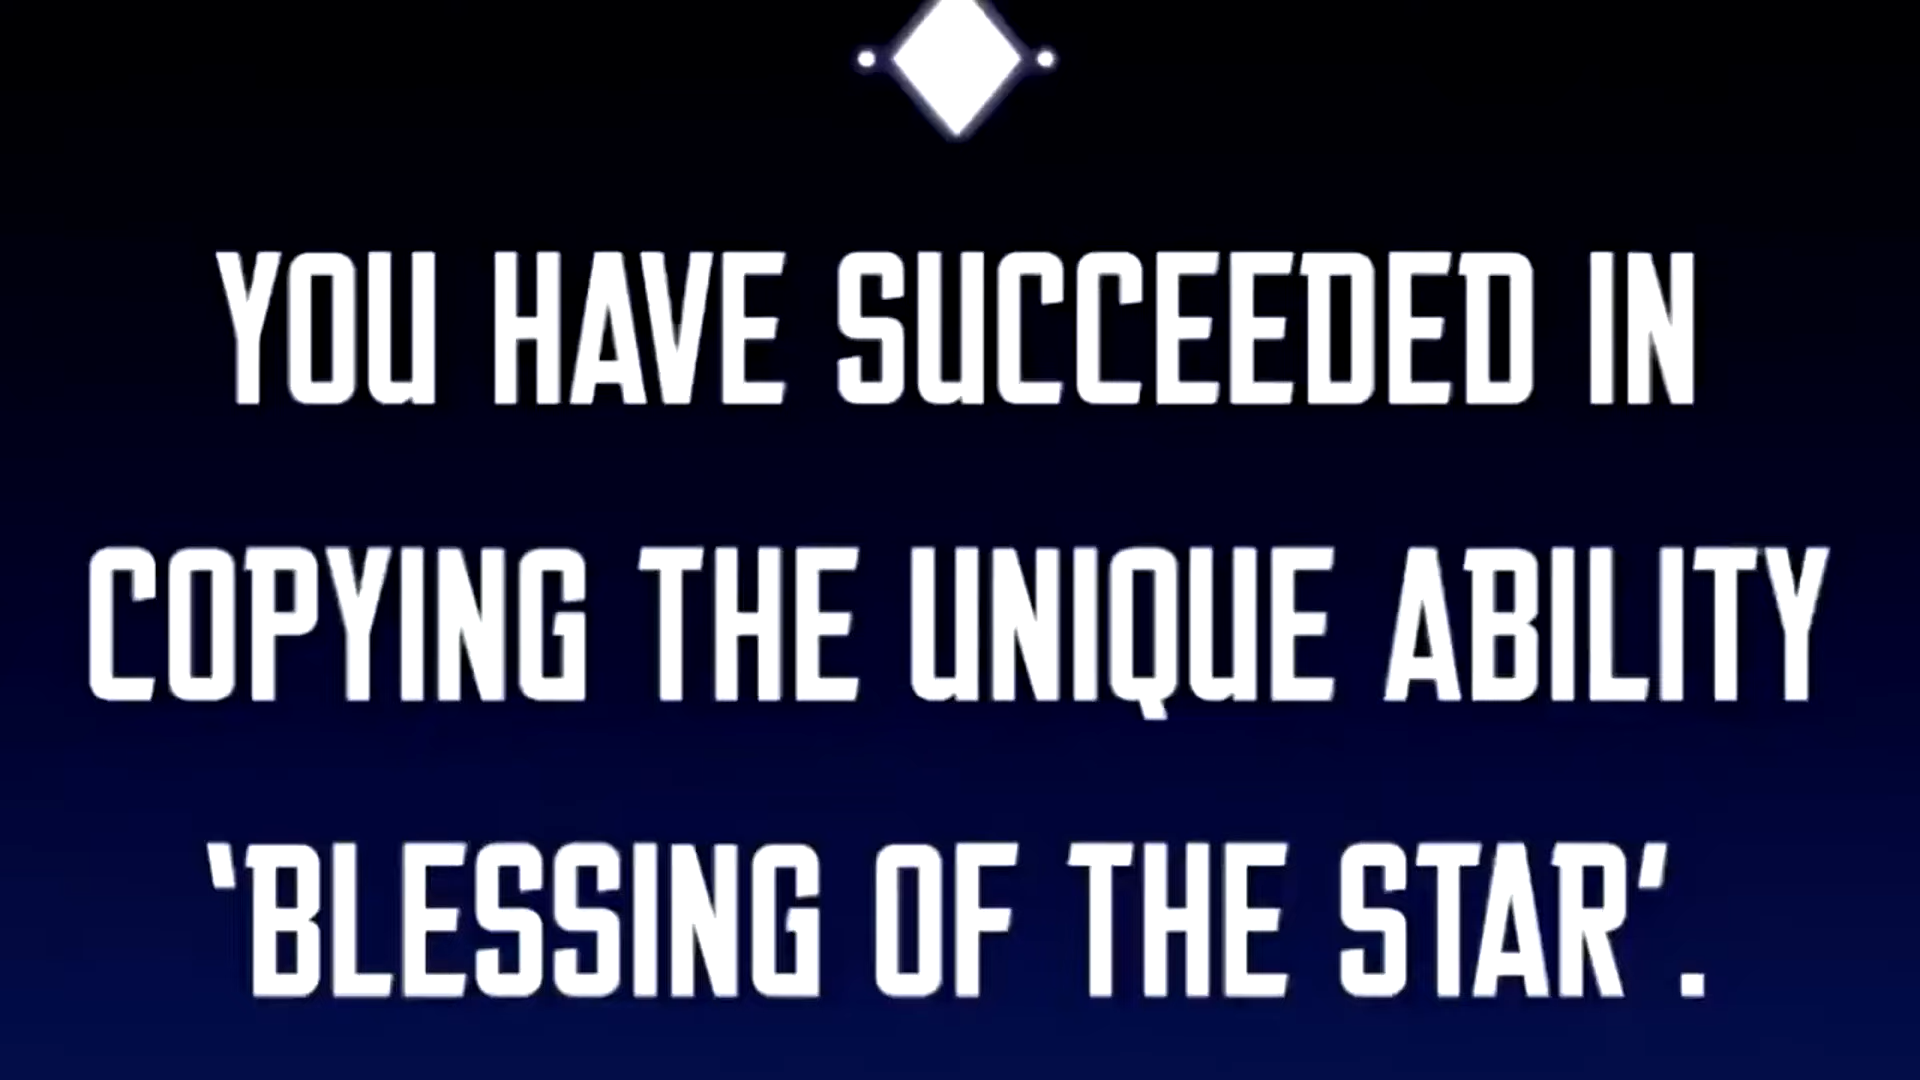 YOU HAVE SUCCEEDED IN
COPYING THE UNIQUE ABILITY
‘BLESSING OF THE STAR’.